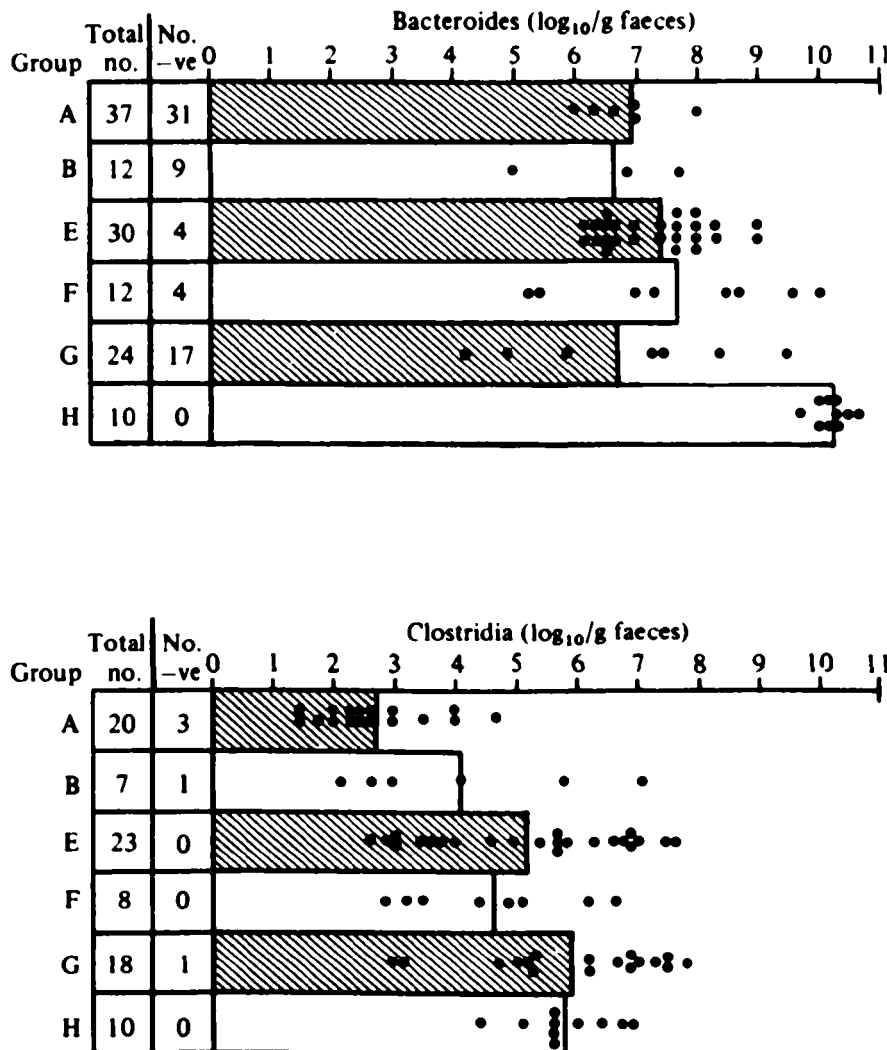 Bacteroides (log10/g faeces)
Total No.
Group no. –ve 0 1 2 3 4 5 6 7 8 9 10 11
A 37 31
B 12 9
E 30 4
F 12 4
G 24 17
H 10 0
Clostridia (log10/g faeces)
Total No.
Group no. –ve 0 1 2 3 4 5 6 7 8 9 10 11
A 20 3
B 7 1
E 23 0
F 8 0
G 18 1
H 10 0